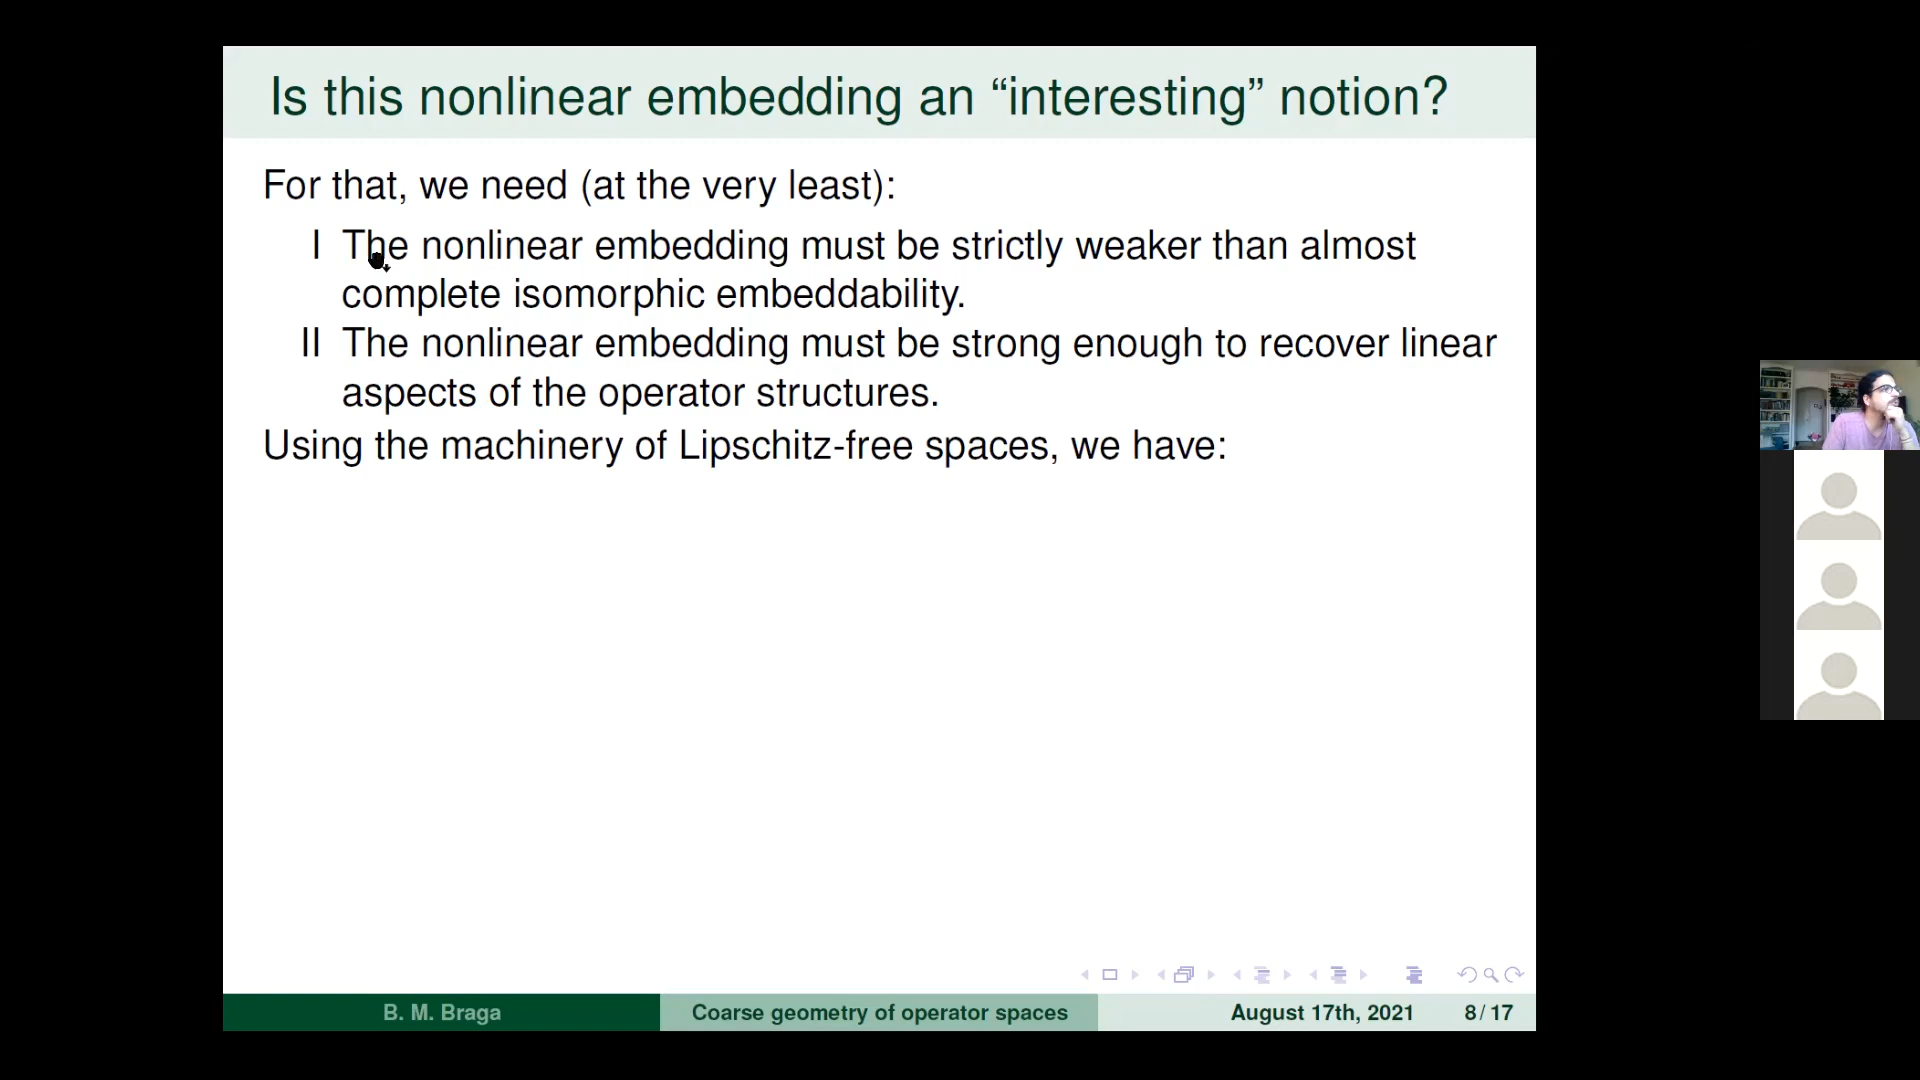 Is this nonlinear embedding an “interesting” notion?
For that, we need (at the very least):
I The nonlinear embedding must be strictly weaker than almost
complete isomorphic embeddability.
II The nonlinear embedding must be strong enough to recover linear
aspects of the operator structures.
Using the machinery of Lipschitz-free spaces, we have:
B. M. Braga
Coarse geometry of operator spaces
August 17th, 2021
8 / 17